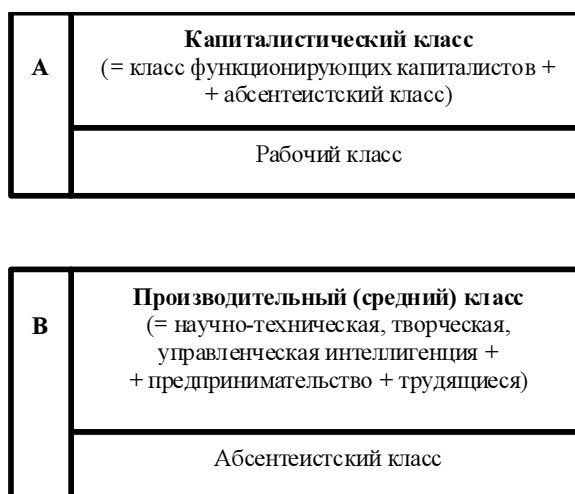 A
Капиталистический класс
(= класс функционирующих капиталистов +
+ абсентеистский класс)
Рабочий класс
B
Производительный (средний) класс
(= научно-техническая, творческая,
управленческая интеллигенция +
+ предпринимательство + трудящиеся)
Абсентеистский класс